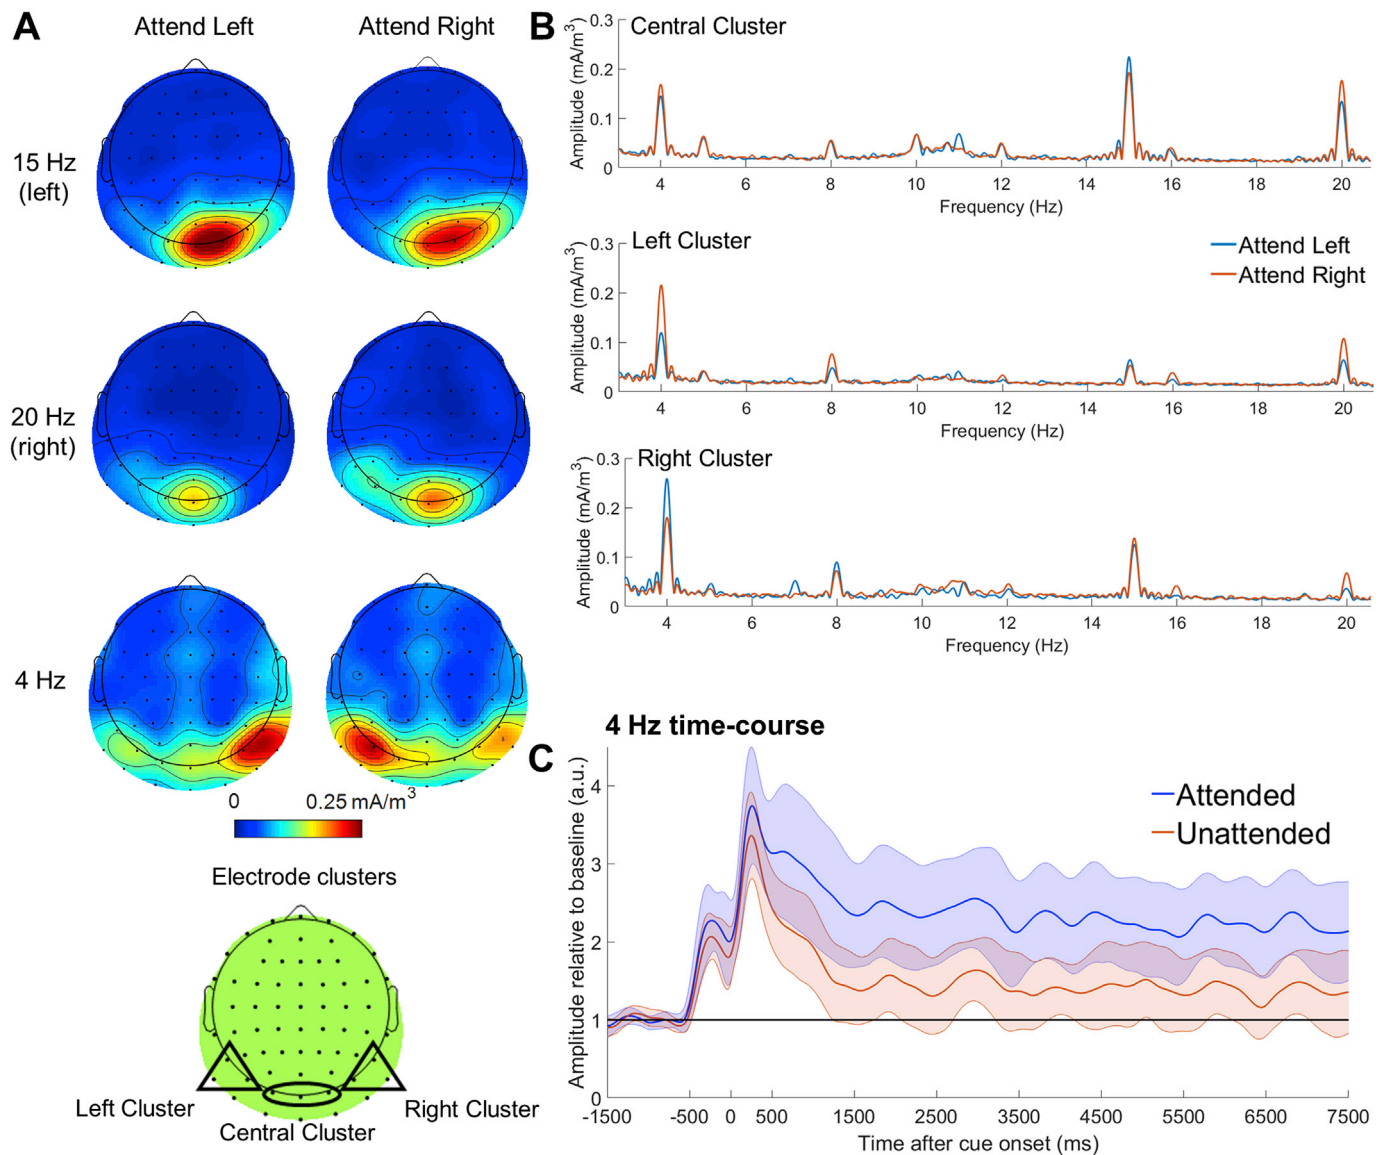 A
Attend Left
Attend Right
15 Hz
(left)
20 Hz
(right)
4 Hz
0
0.25 mA/m³
Electrode clusters
Left Cluster
Right Cluster
Central Cluster
B
Central Cluster
Amplitude (mA/m³)
0.3
0.2
0.1
0
4 6 8 10 12 14 16 18 20
Frequency (Hz)
Left Cluster
Attend Left
Attend Right
Amplitude (mA/m³)
0.3
0.2
0.1
0
4 6 8 10 12 14 16 18 20
Frequency (Hz)
Right Cluster
Amplitude (mA/m³)
0.3
0.2
0.1
0
4 6 8 10 12 14 16 18 20
Frequency (Hz)
4 Hz time-course
C
Attended
Unattended
Amplitude relative to baseline (a.u.)
4
3
2
1
0
-1500 -500 0 500 1500 2500 3500 4500 5500 6500 7500
Time after cue onset (ms)